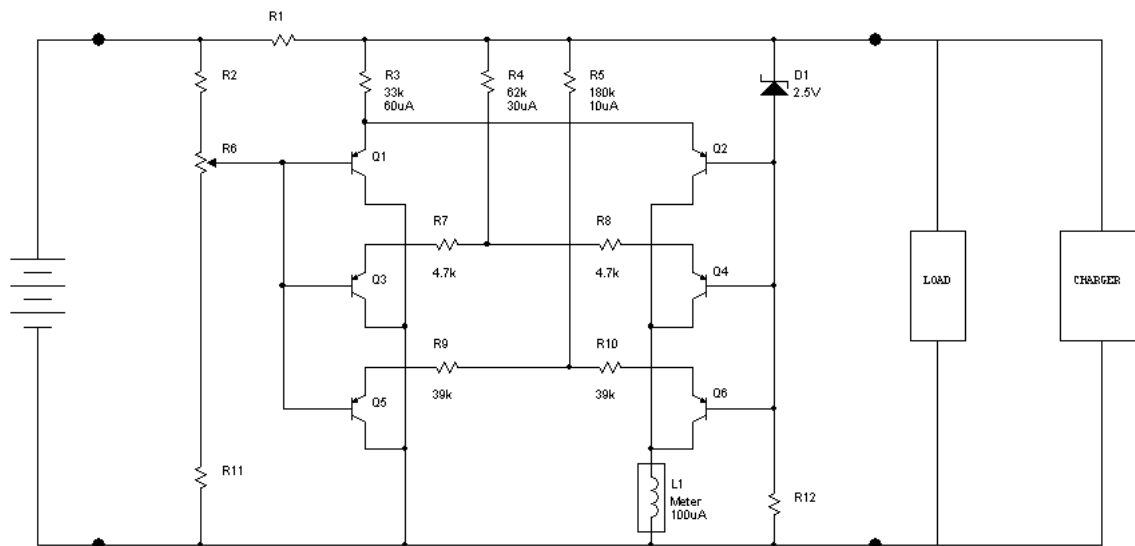 R1
R2
R3
33k
60uA
R4
62k
30uA
R5
180k
10uA
D1
2.5V
R6
Q1
Q2
R7
4.7k
R8
4.7k
Q3
Q4
LOAD
CHARGER
R9
39k
R10
39k
Q5
Q6
R11
L1
Meter
100uA
R12